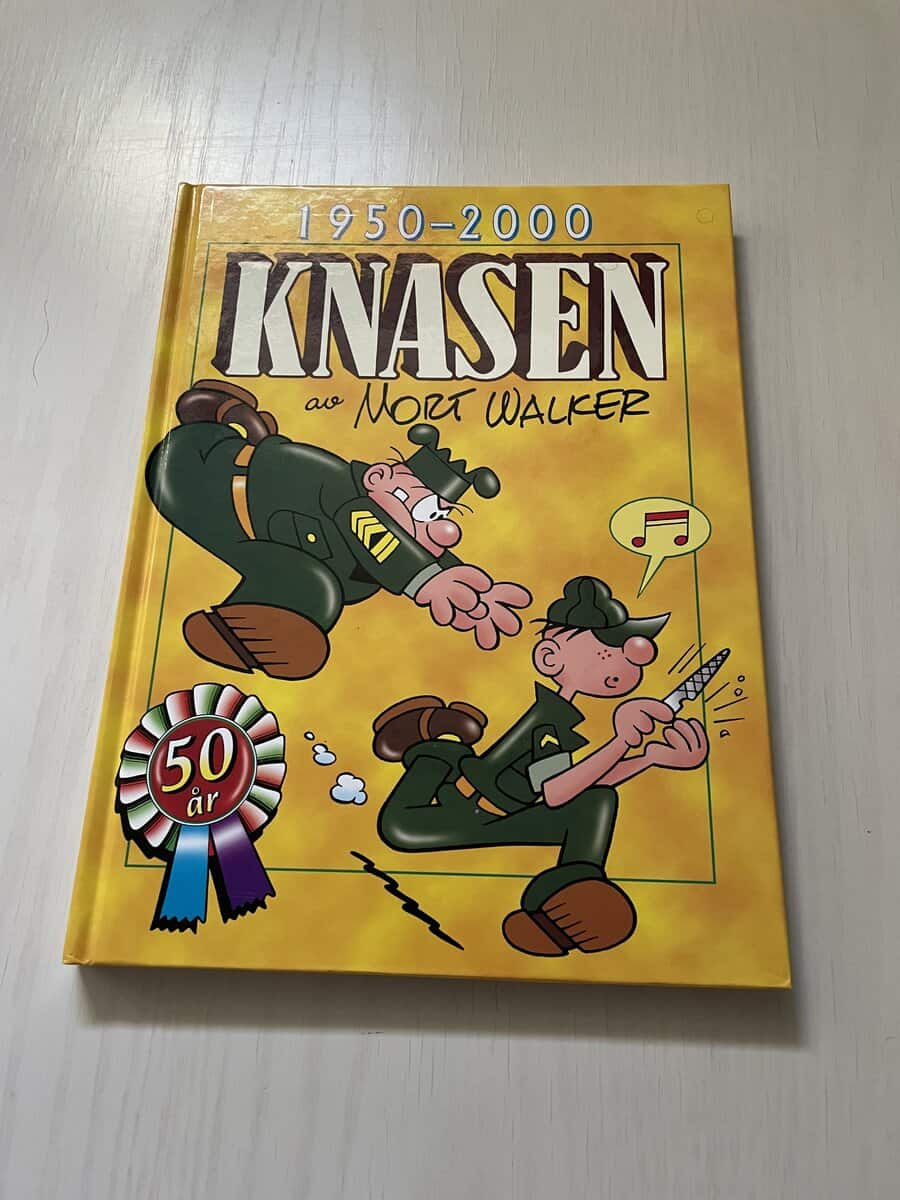 1950-2000
KNASEN
av MORT WALKER
50
år